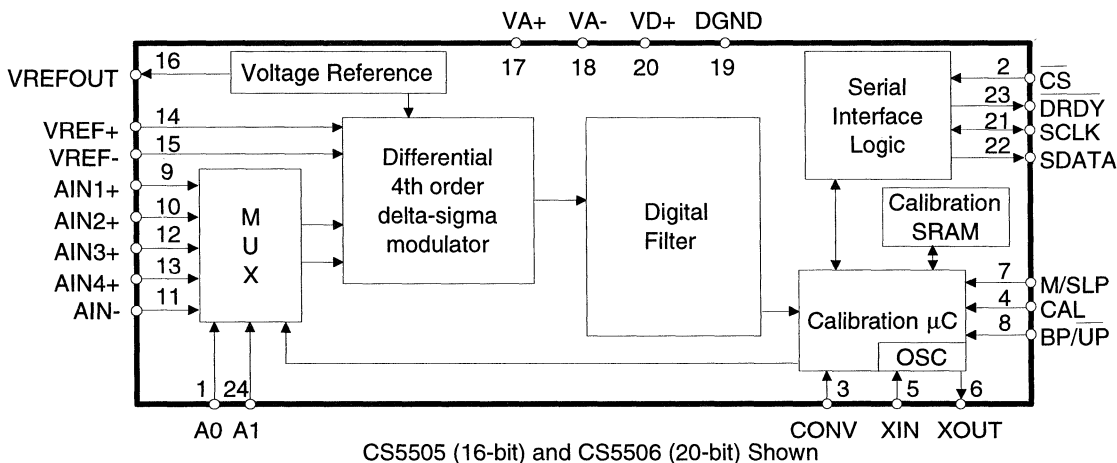 VA+ VA- VD+ DGND
17 18 20 19
VREFOUT 16 Voltage Reference
VREF+ 14
VREF- 15
AIN1+ 9
AIN2+ 10
AIN3+ 12
AIN4+ 13
AIN- 11
M
U
X
Differential
4th order
delta-sigma
modulator
Digital
Filter
Serial
Interface
Logic
2 C̅S̅
23 D̅R̅D̅Y̅
21 SCLK
22 SDATA
Calibration
SRAM
7 M/SLP
4 CAL
8 BP/U̅P̅
Calibration μC
OSC
1 24 3 5 6
A0 A1 CONV XIN XOUT
CS5505 (16-bit) and CS5506 (20-bit) Shown